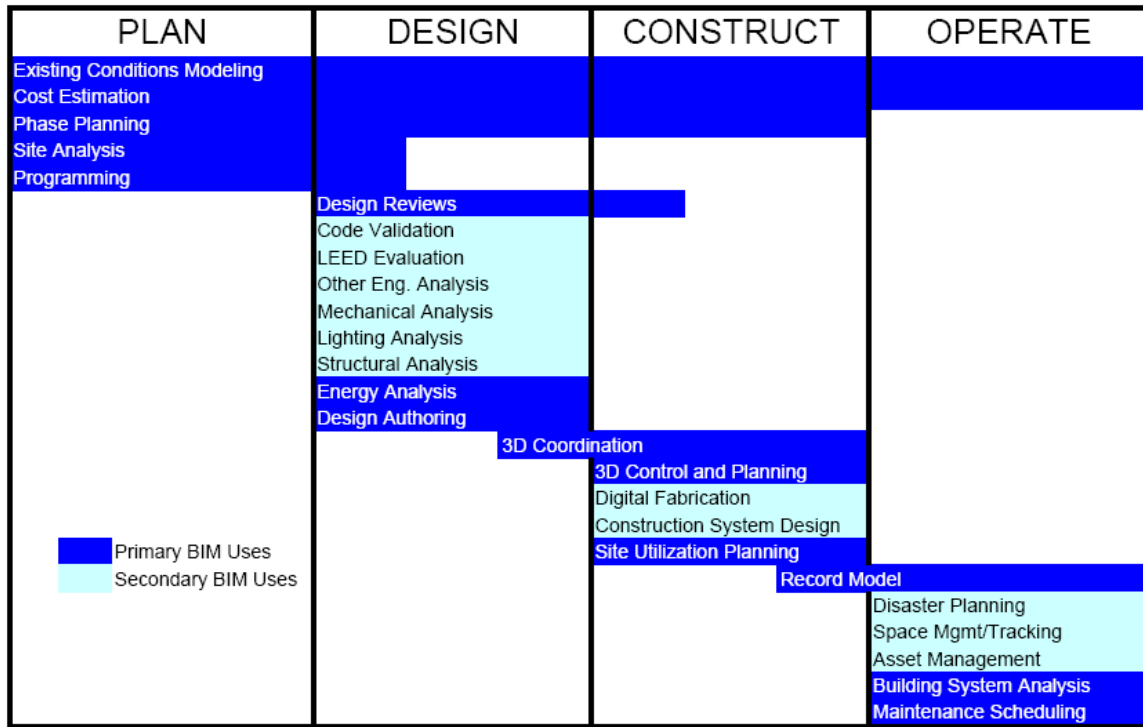 PLAN DESIGN CONSTRUCT OPERATE
Existing Conditions Modeling
Cost Estimation
Phase Planning
Site Analysis
Programming
Design Reviews
Code Validation
LEED Evaluation
Other Eng. Analysis
Mechanical Analysis
Lighting Analysis
Structural Analysis
Energy Analysis
Design Authoring
3D Coordination
3D Control and Planning
Digital Fabrication
Construction System Design
Primary BIM Uses
Site Utilization Planning
Secondary BIM Uses
Record Model
Disaster Planning
Space Mgmt/Tracking
Asset Management
Building System Analysis
Maintenance Scheduling